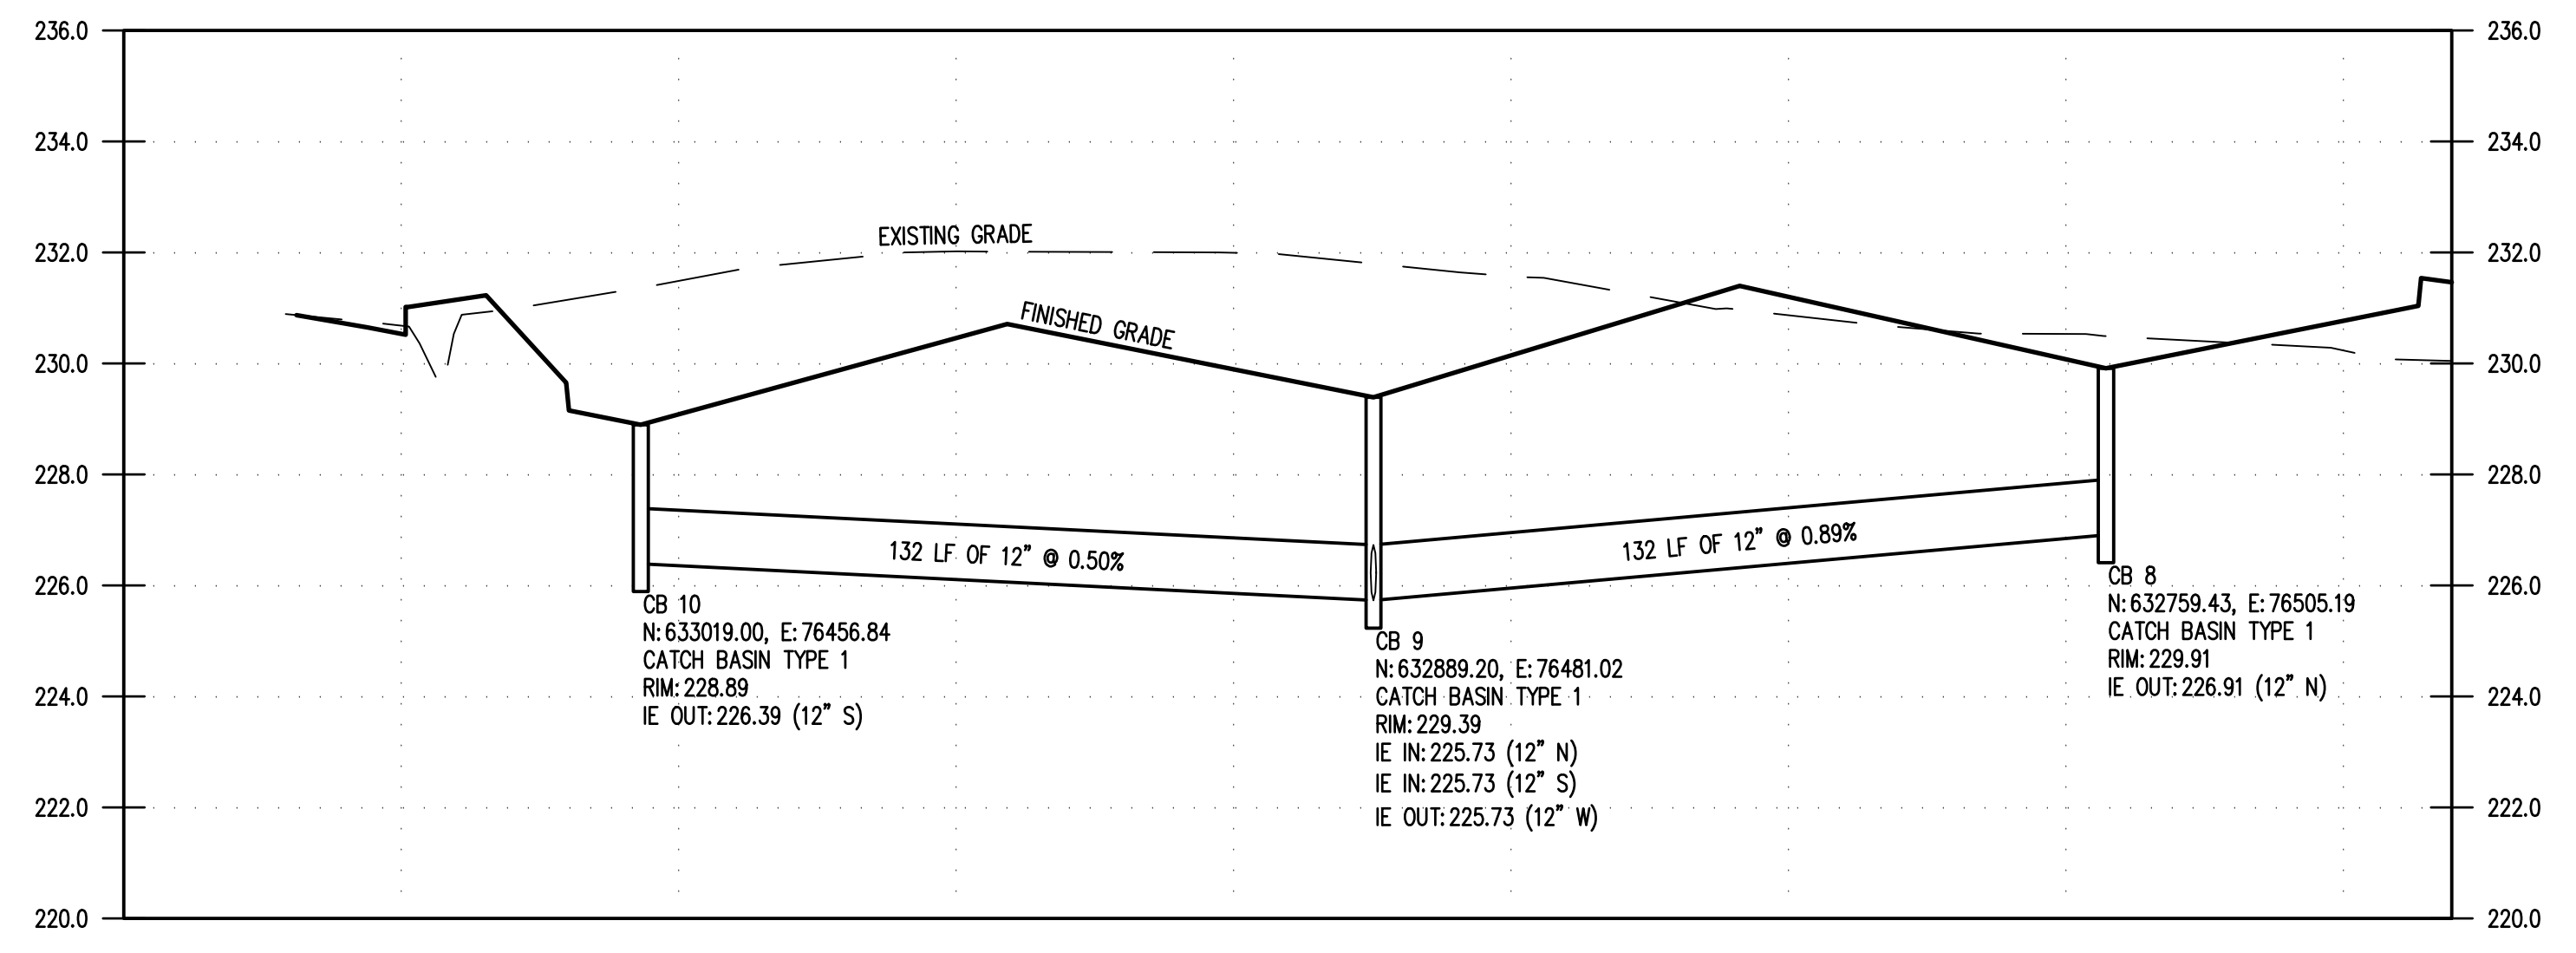 236.0 236.0
234.0 234.0
232.0 232.0
230.0 230.0
228.0 228.0
226.0 226.0
224.0 224.0
222.0 222.0
220.0 220.0
EXISTING GRADE
FINISHED GRADE
132 LF OF 12" @ 0.50%
132 LF OF 12" @ 0.89%
CB 10
N:633019.00, E:76456.84
CATCH BASIN TYPE 1
RIM:228.89
IE OUT:226.39 (12" S)
CB 9
N:632889.20, E:76481.02
CATCH BASIN TYPE 1
RIM:229.39
IE IN:225.73 (12" N)
IE IN:225.73 (12" S)
IE OUT:225.73 (12" W)
CB 8
N:632759.43, E:76505.19
CATCH BASIN TYPE 1
RIM:229.91
IE OUT:226.91 (12" N)